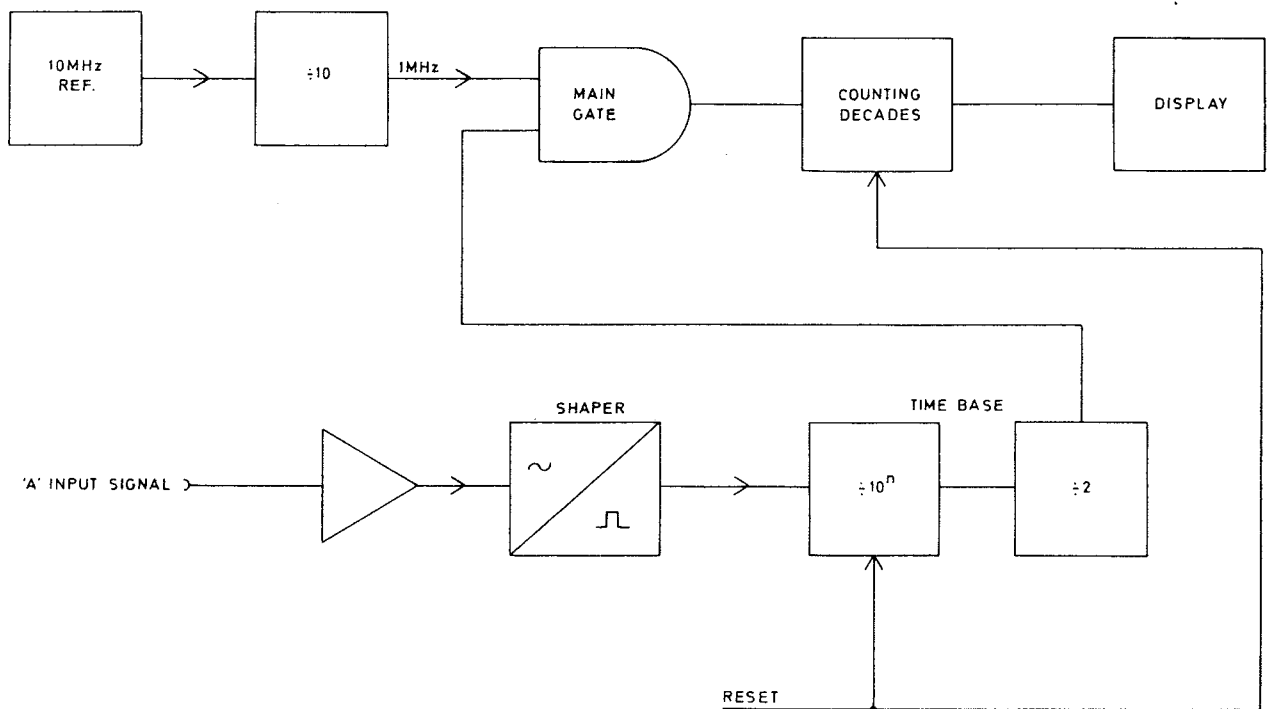 10MHz
REF.
÷10
1MHz
MAIN
GATE
COUNTING
DECADES
DISPLAY
SHAPER
TIME BASE
'A' INPUT SIGNAL
÷10ⁿ
÷2
RESET